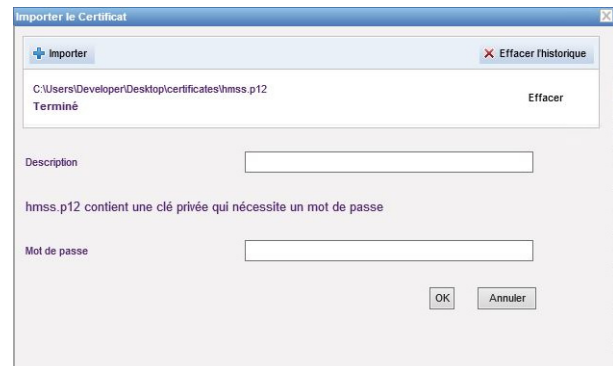 Importer le Certificat
Importer
Effacer l'historique
C:\Users\Developer\Desktop\certificates\hmss.p12
Terminé
Effacer
Description
hmss.p12 contient une clé privée qui nécessite un mot de passe
Mot de passe
OK
Annuler